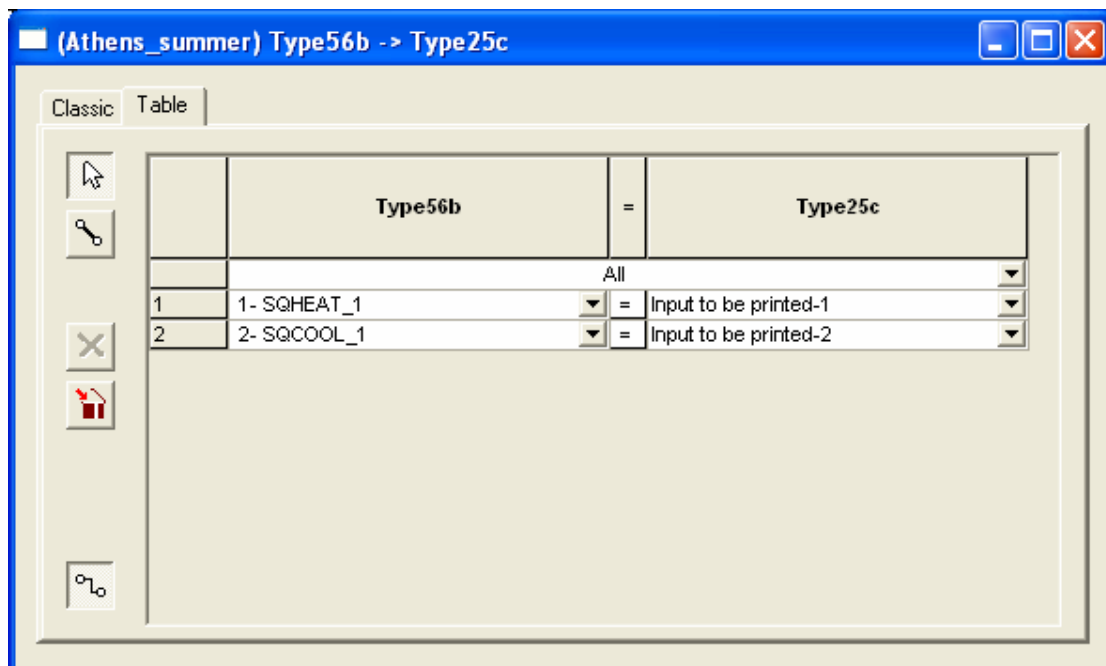 (Athens_summer) Type56b -> Type25c
Classic Table
Type56b = Type25c
All
1 1- SQHEAT_1 = Input to be printed-1
2 2- SQCOOL_1 = Input to be printed-2